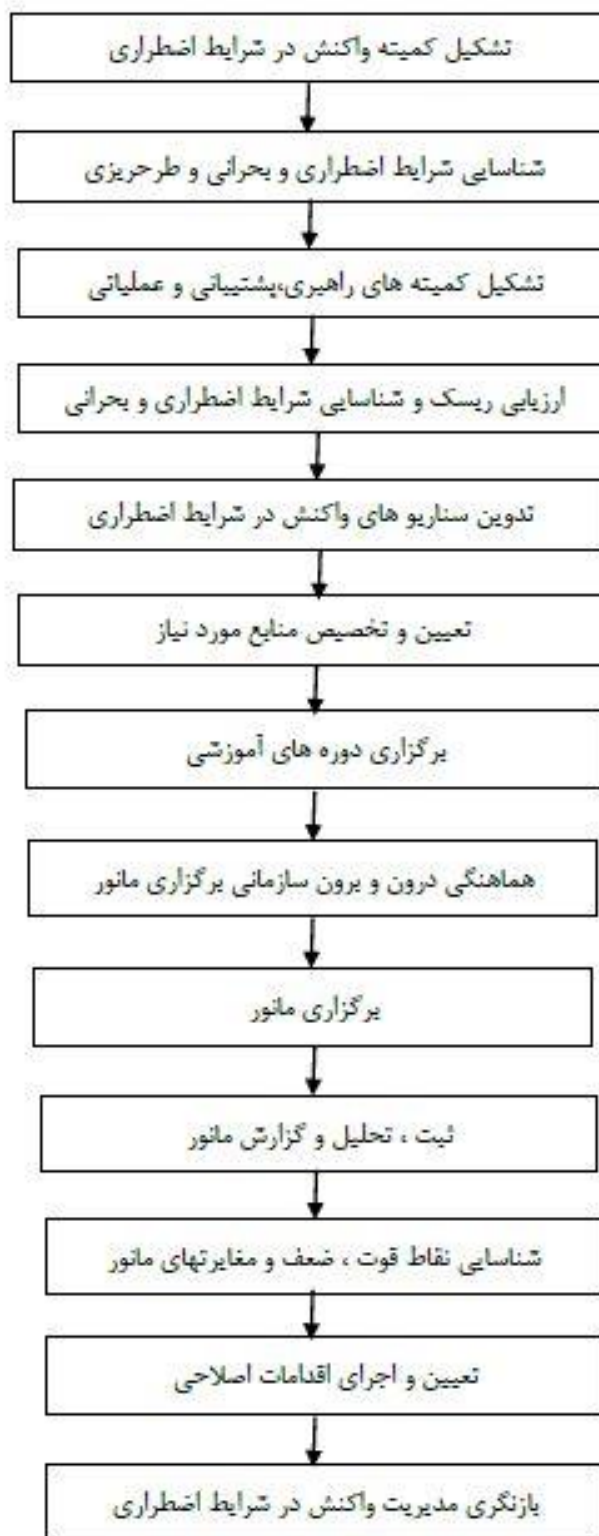 تشکیل کمیته واکنش در شرایط اضطراری
شناسایی شرایط اضطراری و بحرانی و طرحریزی
تشکیل کمیته های راهبری،پشتیبانی و عملیاتی
ارزیابی ریسک و شناسایی شرایط اضطراری و بحرانی
تدوین سناریو های واکنش در شرایط اضطراری
تعیین و تخصیص منابع مورد نیاز
برگزاری دوره های آموزشی
هماهنگی درون و برون سازمانی برگزاری مانور
برگزاری مانور
ثبت ، تحلیل و گزارش مانور
شناسایی نقاط قوت ، ضعف و مغایرتهای مانور
تعیین و اجرای اقدامات اصلاحی
بازنگری مدیریت واکنش در شرایط اضطراری